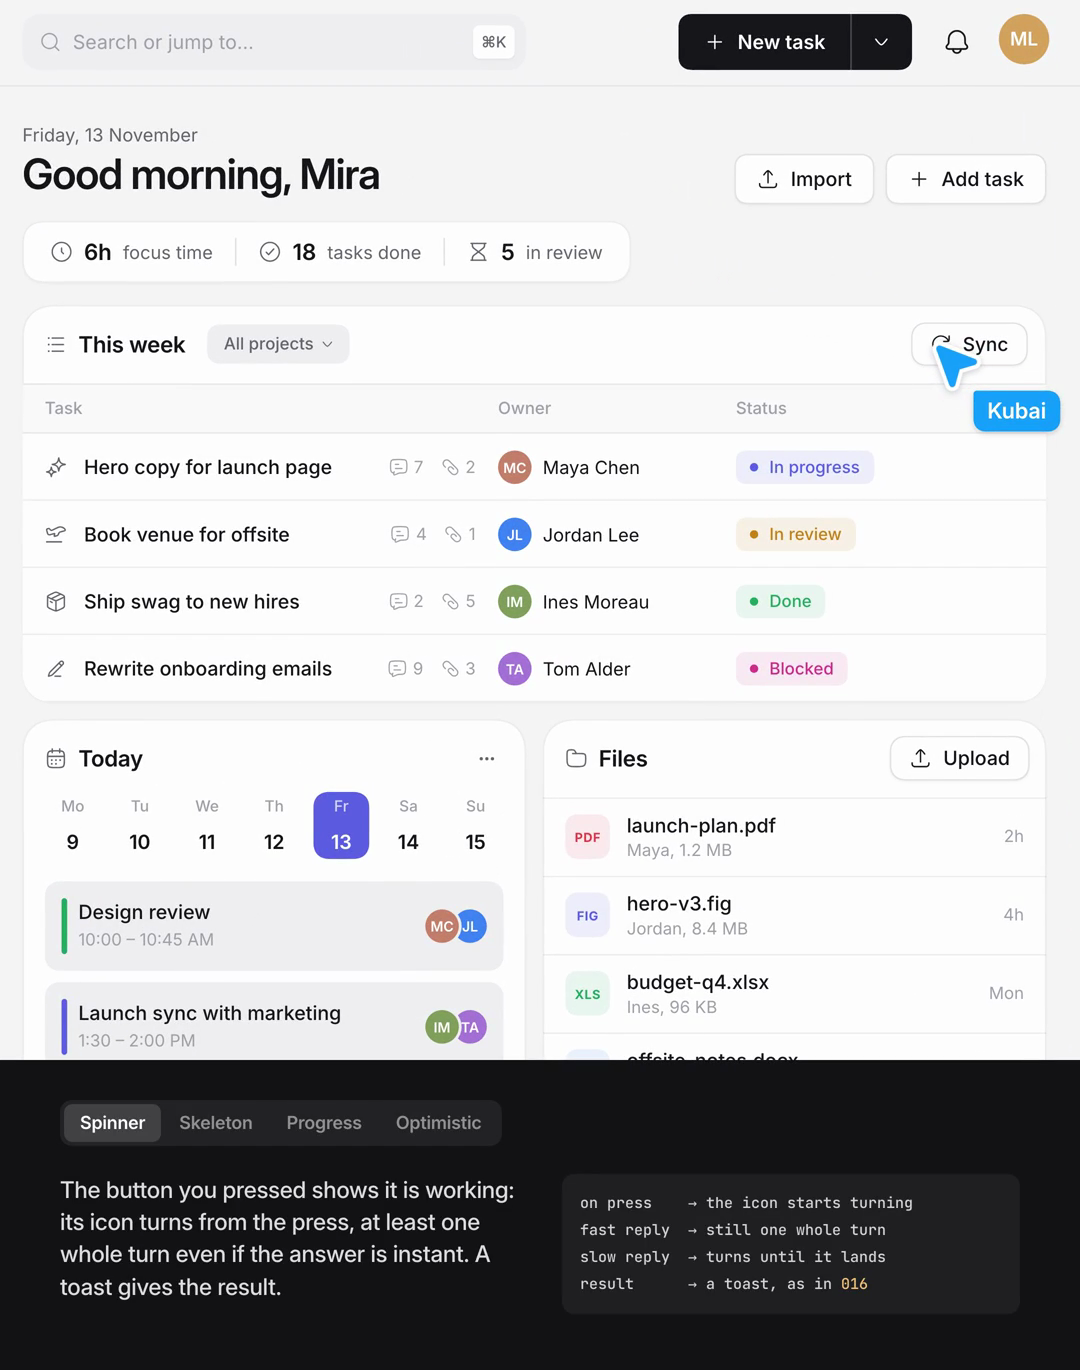 Search or jump to...
⌘K
New task
ML
Friday, 13 November
Good morning, Mira
Import
Add task
6h focus time
18 tasks done
5 in review
This week
All projects
Sync
Kubai
Task Owner Status
Hero copy for launch page 7 2 MC Maya Chen In progress
Book venue for offsite 4 1 JL Jordan Lee In review
Ship swag to new hires 2 5 IM Ines Moreau Done
Rewrite onboarding emails 9 3 TA Tom Alder Blocked
Today
Mo Tu We Th Fr Sa Su
9 10 11 12 13 14 15
Design review
10:00 – 10:45 AM
MC JL
Launch sync with marketing
1:30 – 2:00 PM
IM TA
Files
Upload
PDF
launch-plan.pdf
Maya, 1.2 MB
2h
FIG
hero-v3.fig
Jordan, 8.4 MB
4h
XLS
budget-q4.xlsx
Ines, 96 KB
Mon
offsite-notes.docx
Spinner Skeleton Progress Optimistic
The button you pressed shows it is working:
its icon turns from the press, at least one
whole turn even if the answer is instant. A
toast gives the result.
on press → the icon starts turning
fast reply → still one whole turn
slow reply → turns until it lands
result → a toast, as in 016